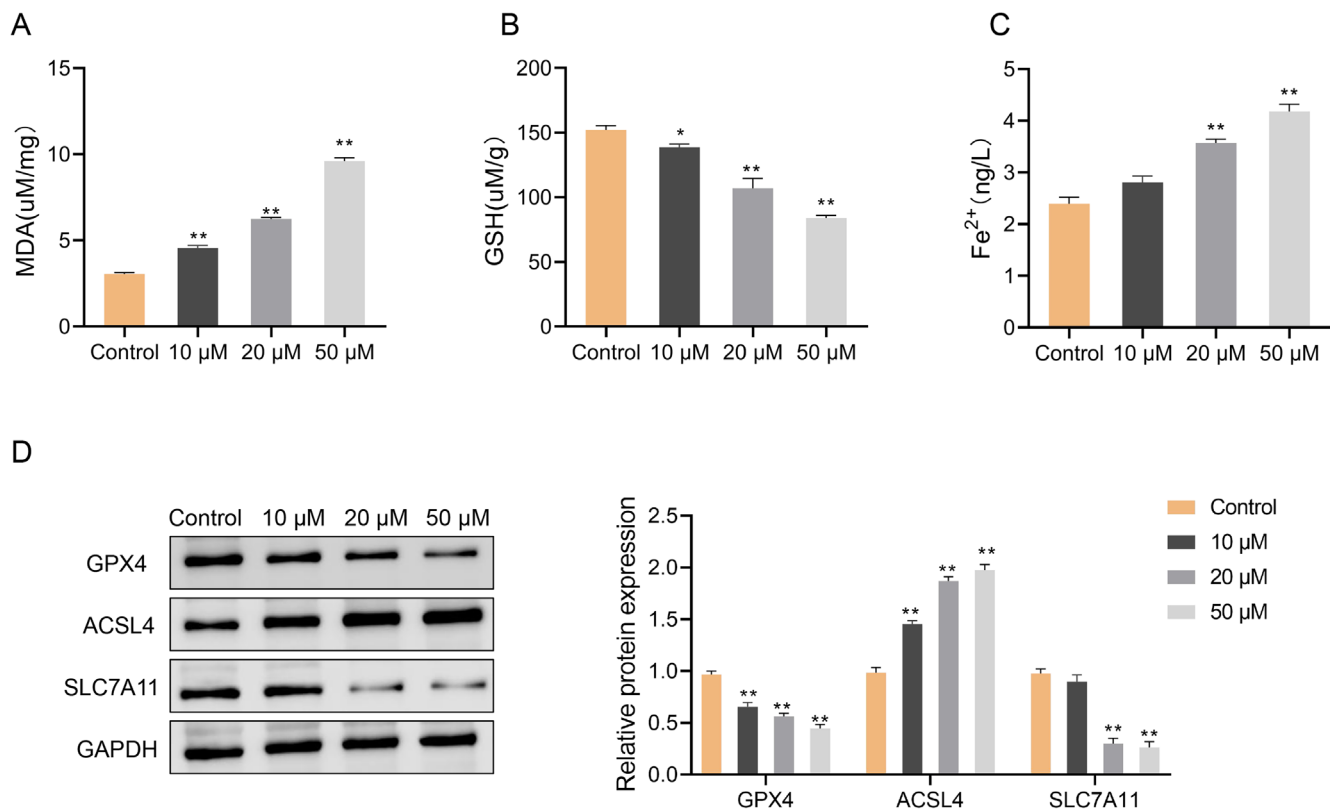 A
MDA(uM/mg)
15
10
5
0
**
**
**
Control 10 μM 20 μM 50 μM
B
GSH(uM/g)
200
150
100
50
0
*
**
**
Control 10 μM 20 μM 50 μM
C
Fe2+(ng/L)
5
4
3
2
1
0
**
**
Control 10 μM 20 μM 50 μM
D
Control 10 μM 20 μM 50 μM
GPX4
ACSL4
SLC7A11
GAPDH
Relative protein expression
2.5
2.0
1.5
1.0
0.5
0.0
** ** **
** ** **
** **
GPX4 ACSL4 SLC7A11
Control
10 μM
20 μM
50 μM